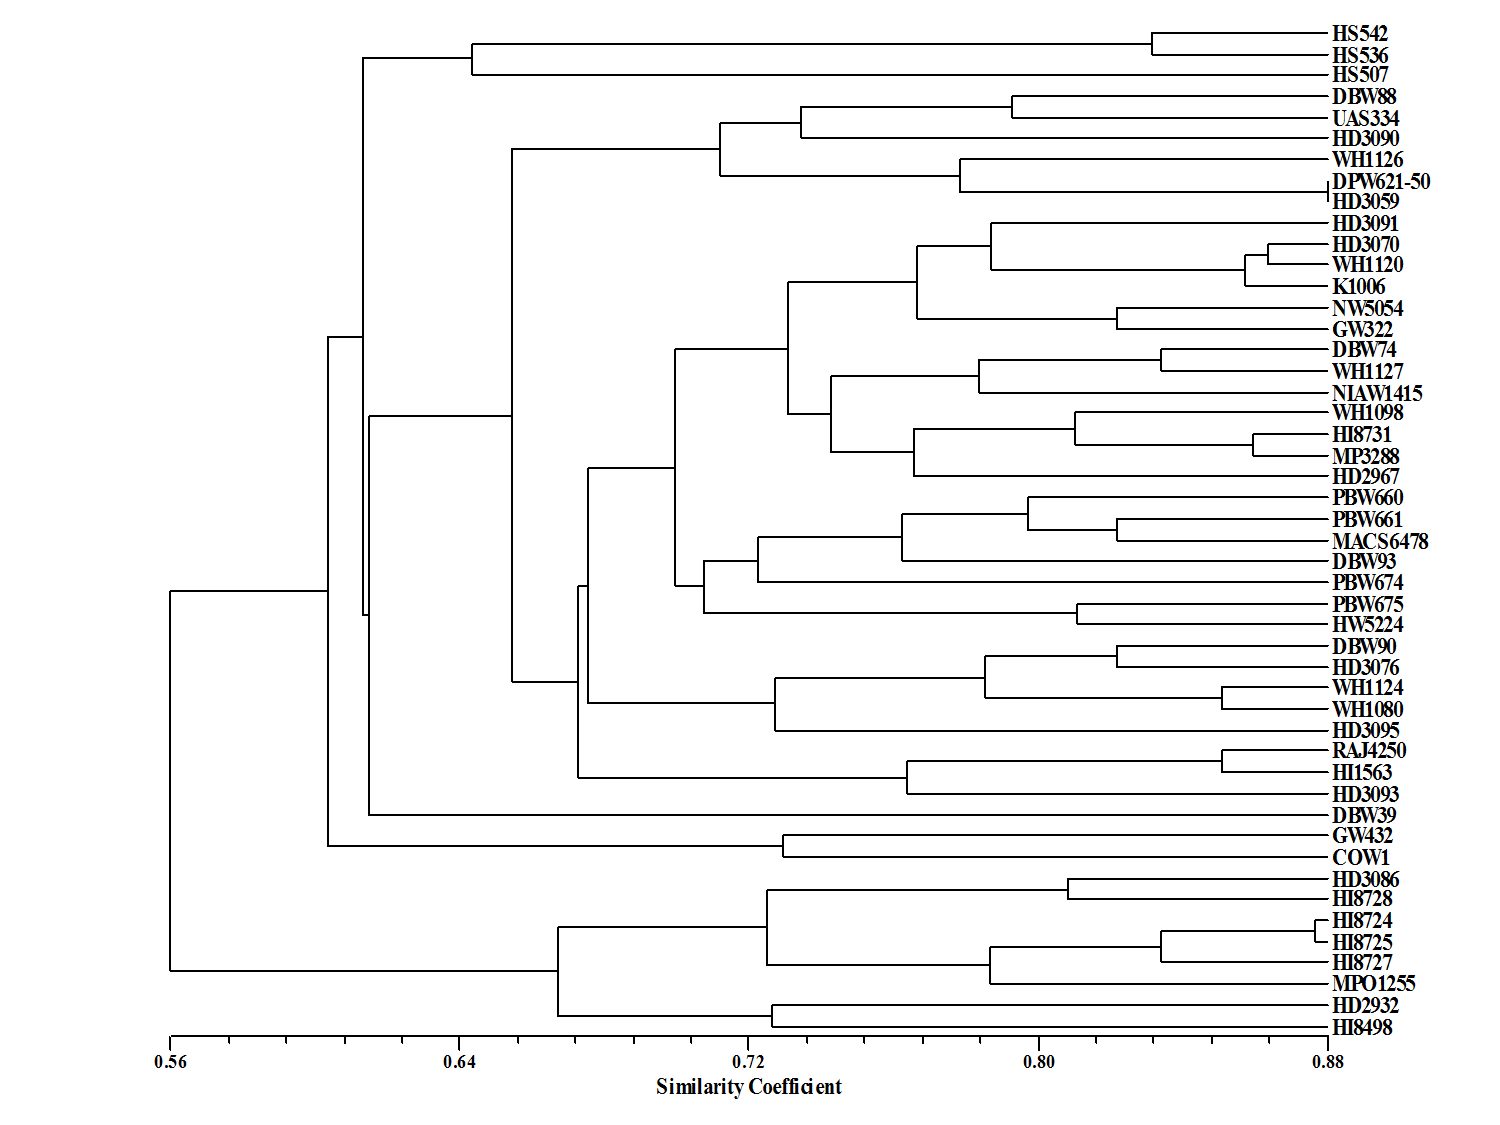 HS542
HS536
HS507
DBW88
UAS334
HD3090
WH1126
DPW621-50
HD3059
HD3091
HD3070
WH1120
K1006
NW5054
GW322
DBW74
WH1127
NIAW1415
WH1098
HI8731
MP3288
HD2967
PBW660
PBW661
MACS6478
DBW93
PBW674
PBW675
HW5224
DBW90
HD3076
WH1124
WH1080
HD3095
RAJ4250
HI1563
HD3093
DBW39
GW432
COW1
HD3086
HI8728
HI8724
HI8725
HI8727
MPO1255
HD2932
HI8498
0.56 0.64 0.72 0.80 0.88
Similarity Coefficient